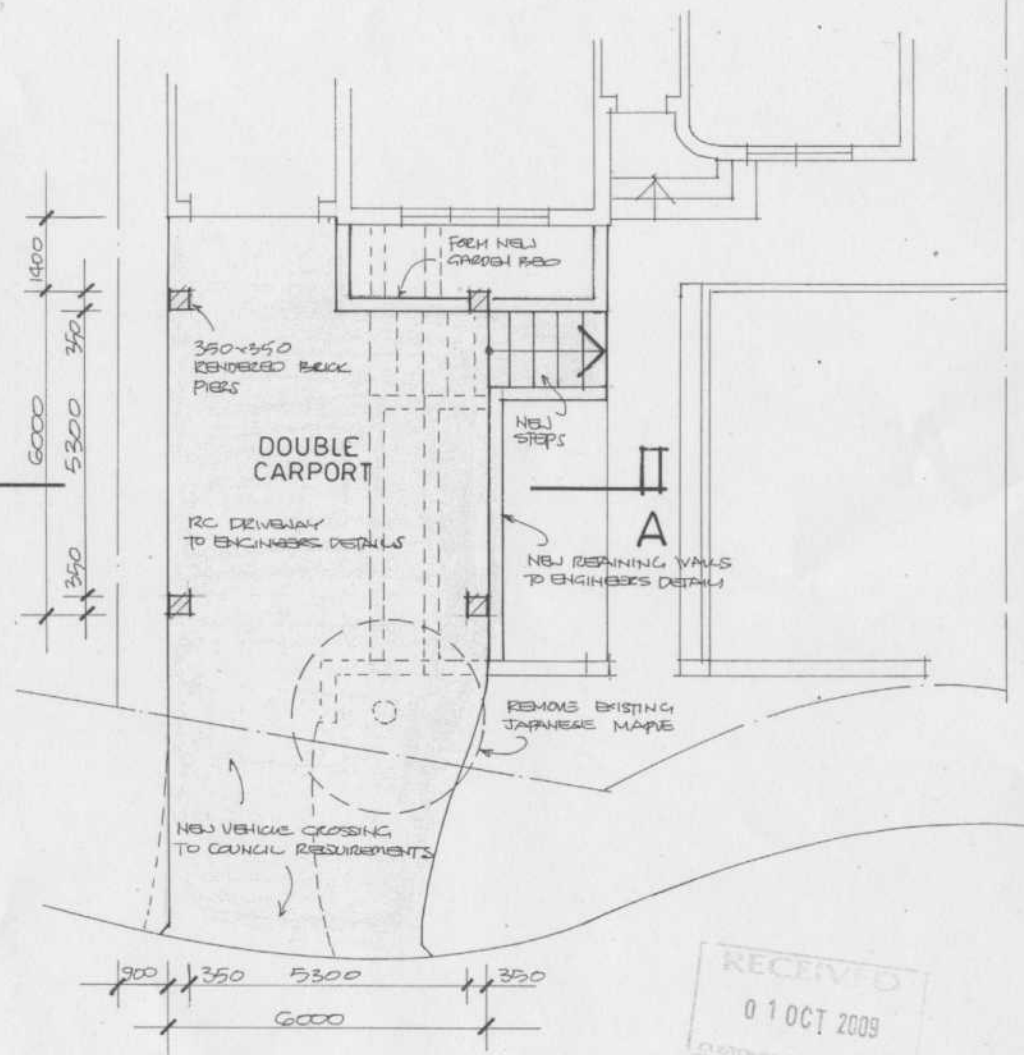 FORM NEW
GARDEN BED
1400
350×350
RENDERED BRICK
PIERS
350
6000
5300
350
DOUBLE
CARPORT
NEW
STEPS
RC DRIVEWAY
TO ENGINEERS DETAILS
A
NEW RETAINING WALLS
TO ENGINEERS DETAIL
REMOVE EXISTING
JAPANESE MAPLE
NEW VEHICLE CROSSING
TO COUNCIL REQUIREMENTS
900 350 5300 350
6000
RECEIVED
01 OCT 2009